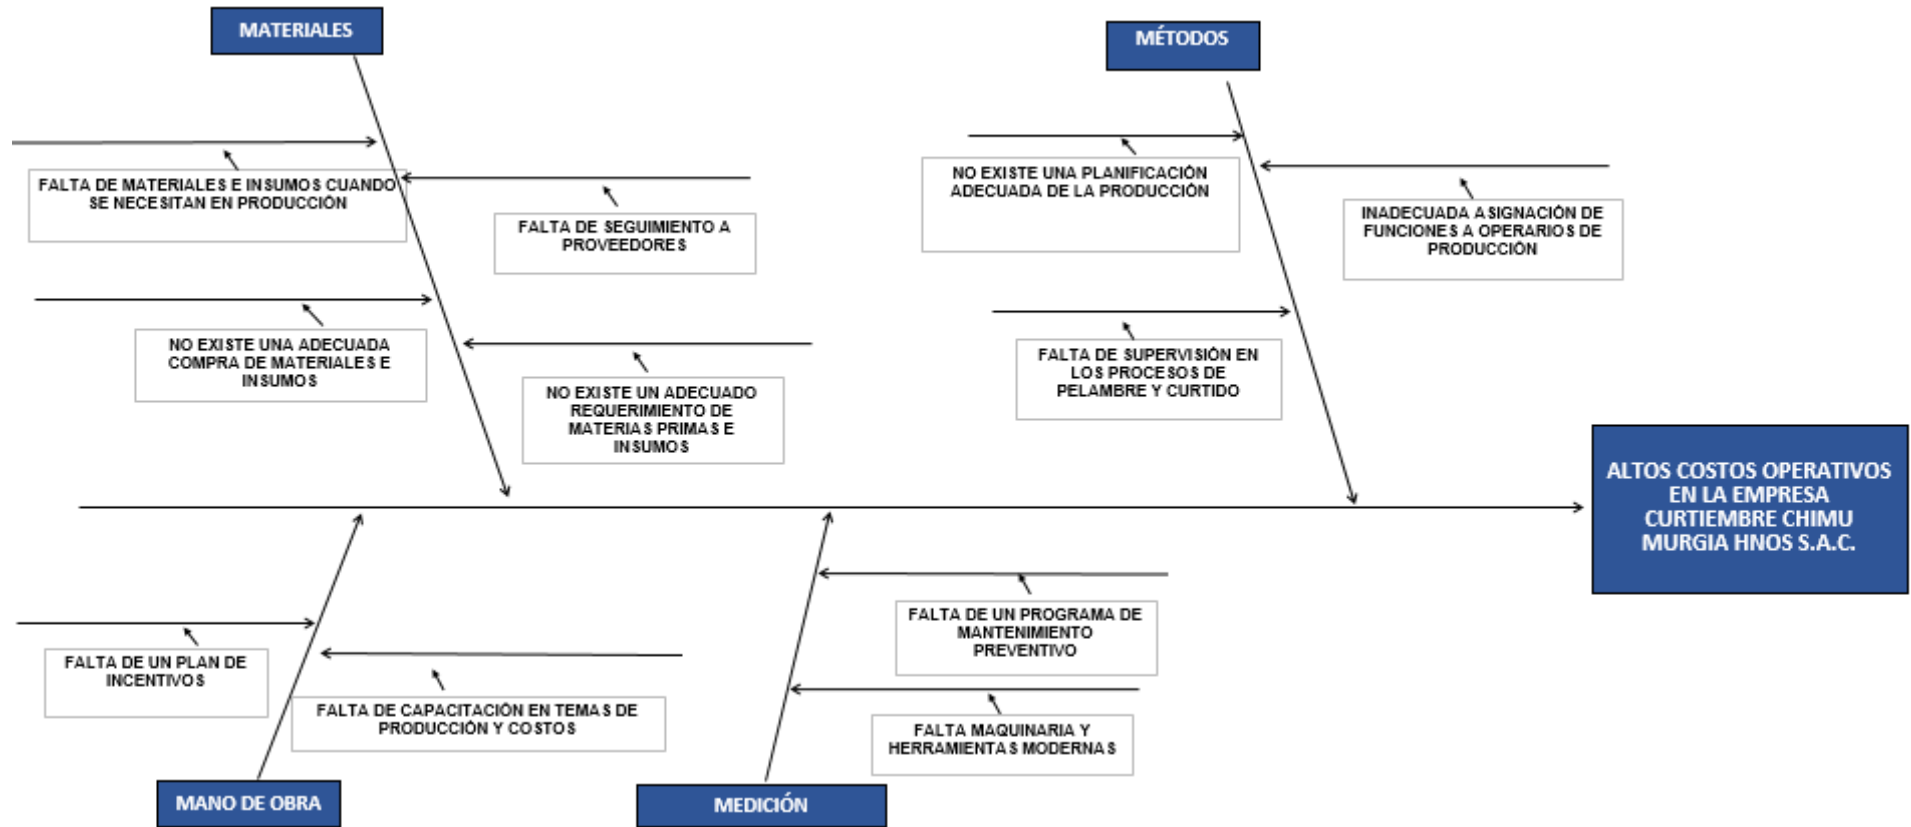 MATERIALES
MÉTODOS
FALTA DE MATERIALES E INSUMOS CUANDO
SE NECESITAN EN PRODUCCIÓN
FALTA DE SEGUIMIENTO A
PROVEEDORES
NO EXISTE UNA ADECUADA
COMPRA DE MATERIALES E
INSUMOS
NO EXISTE UN ADECUADO
REQUERIMIENTO DE
MATERIAS PRIMAS E
INSUMOS
NO EXISTE UNA PLANIFICACIÓN
ADECUADA DE LA PRODUCCIÓN
INADECUADA ASIGNACIÓN DE
FUNCIONES A OPERARIOS DE
PRODUCCIÓN
FALTA DE SUPERVISIÓN EN
LOS PROCESOS DE
PELAMBRE Y CURTIDO
ALTOS COSTOS OPERATIVOS
EN LA EMPRESA
CURTIEMBRE CHIMU
MURGIA HNOS S.A.C.
FALTA DE UN PLAN DE
INCENTIVOS
FALTA DE CAPACITACIÓN EN TEMAS DE
PRODUCCIÓN Y COSTOS
FALTA DE UN PROGRAMA DE
MANTENIMIENTO
PREVENTIVO
FALTA MAQUINARIA Y
HERRAMIENTAS MODERNAS
MANO DE OBRA
MEDICIÓN